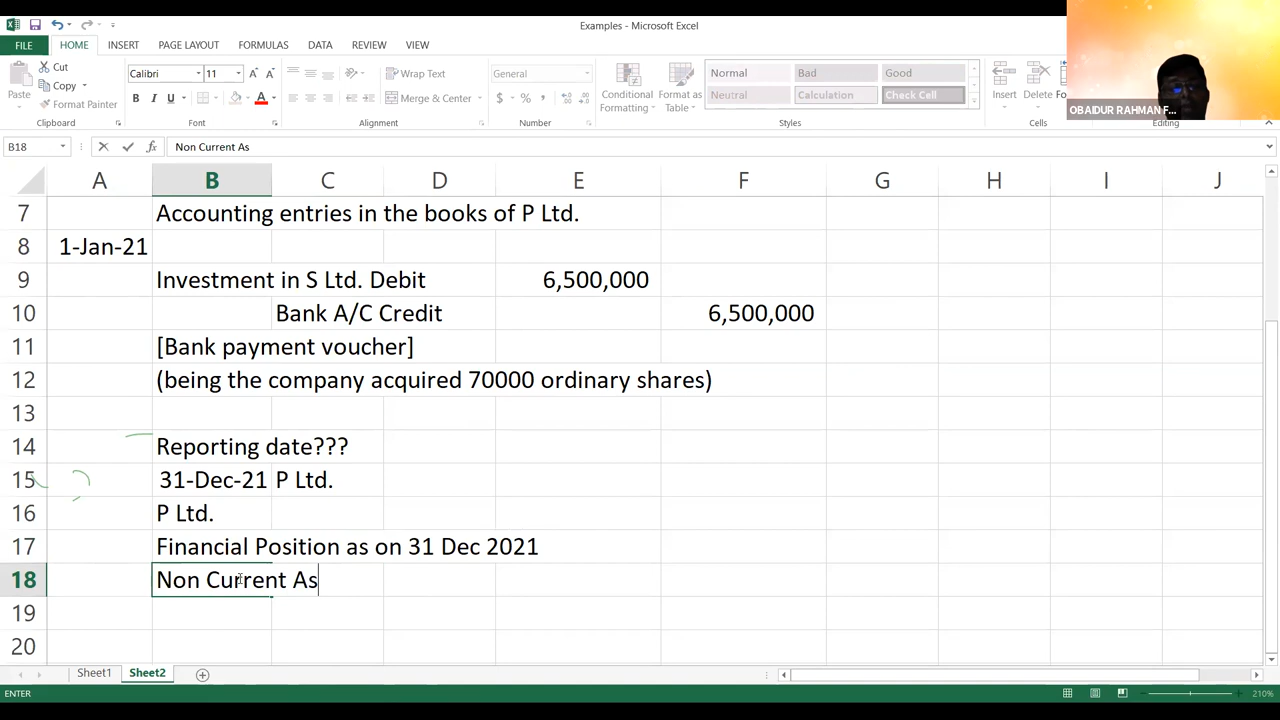 Examples - Microsoft Excel
FILE HOME INSERT PAGE LAYOUT FORMULAS DATA REVIEW VIEW
Cut
Copy
Format Painter
Paste
Clipboard
Calibri 11
B I U
Font
Wrap Text
Merge & Center
Alignment
General
$ % ,
Number
Conditional Formatting
Format as Table
Normal Bad Good
Neutral Calculation Check Cell
Styles
Insert Delete
Cells
Editing
OBAIDUR RAHMAN F...
B18 Non Current As
A B C D E F G H I J
7 Accounting entries in the books of P Ltd.
8 1-Jan-21
9 Investment in S Ltd. Debit 6,500,000
10 Bank A/C Credit 6,500,000
11 [Bank payment voucher]
12 (being the company acquired 70000 ordinary shares)
13
14 Reporting date???
15 31-Dec-21 P Ltd.
16 P Ltd.
17 Financial Position as on 31 Dec 2021
18 Non Current As
19
20
Sheet1 Sheet2
ENTER 210%